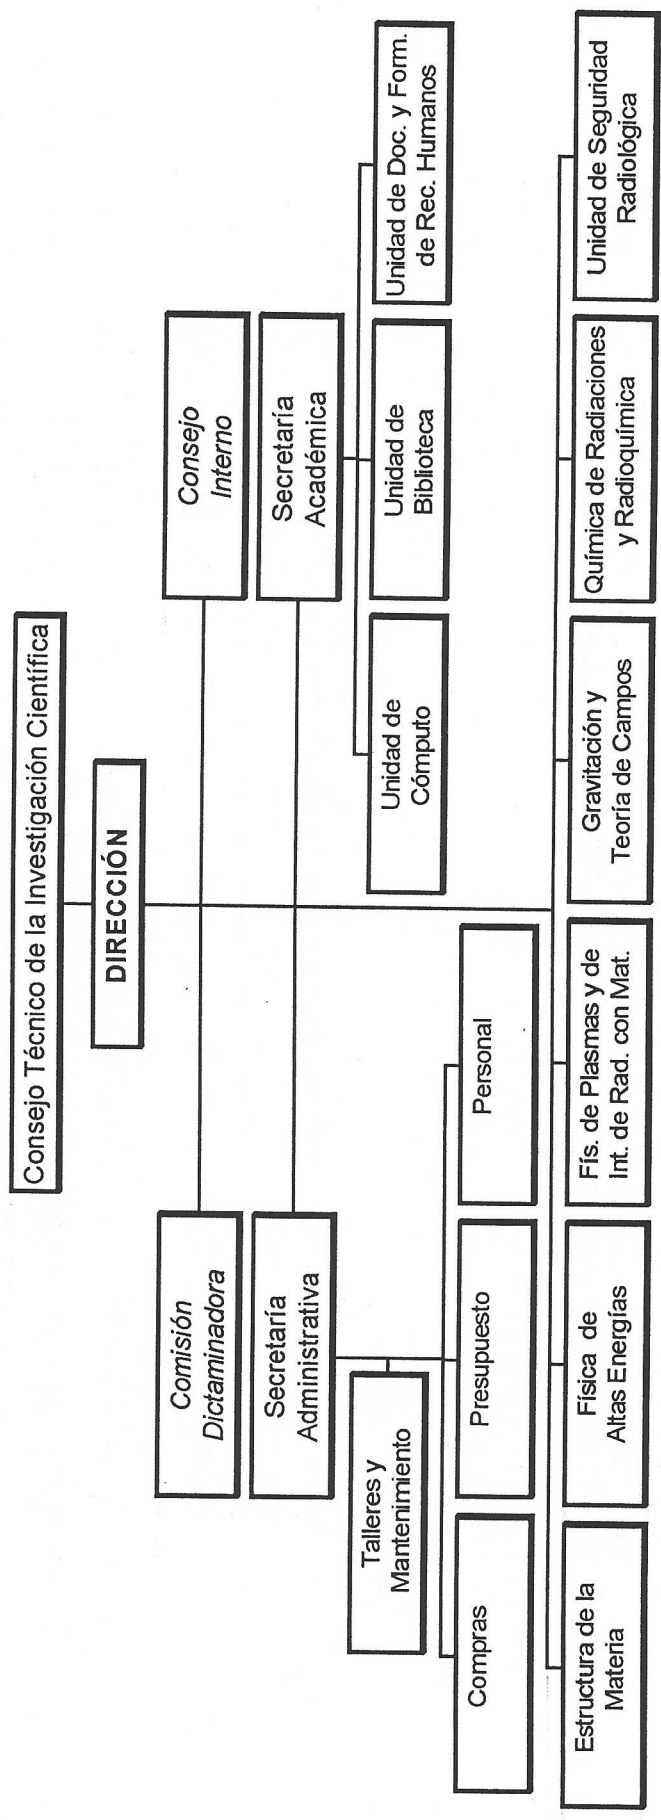 Consejo Técnico de la Investigación Científica
DIRECCIÓN
Comisión
Dictaminadora
Consejo
Interno
Secretaría
Administrativa
Secretaría
Académica
Talleres y
Mantenimiento
Unidad de
Cómputo
Unidad de
Biblioteca
Unidad de Doc. y Form.
de Rec. Humanos
Compras
Presupuesto
Personal
Estructura de la
Materia
Física de
Altas Energías
Fís. de Plasmas y de
Int. de Rad. con Mat.
Gravitación y
Teoría de Campos
Química de Radiaciones
y Radioquímica
Unidad de Seguridad
Radiológica